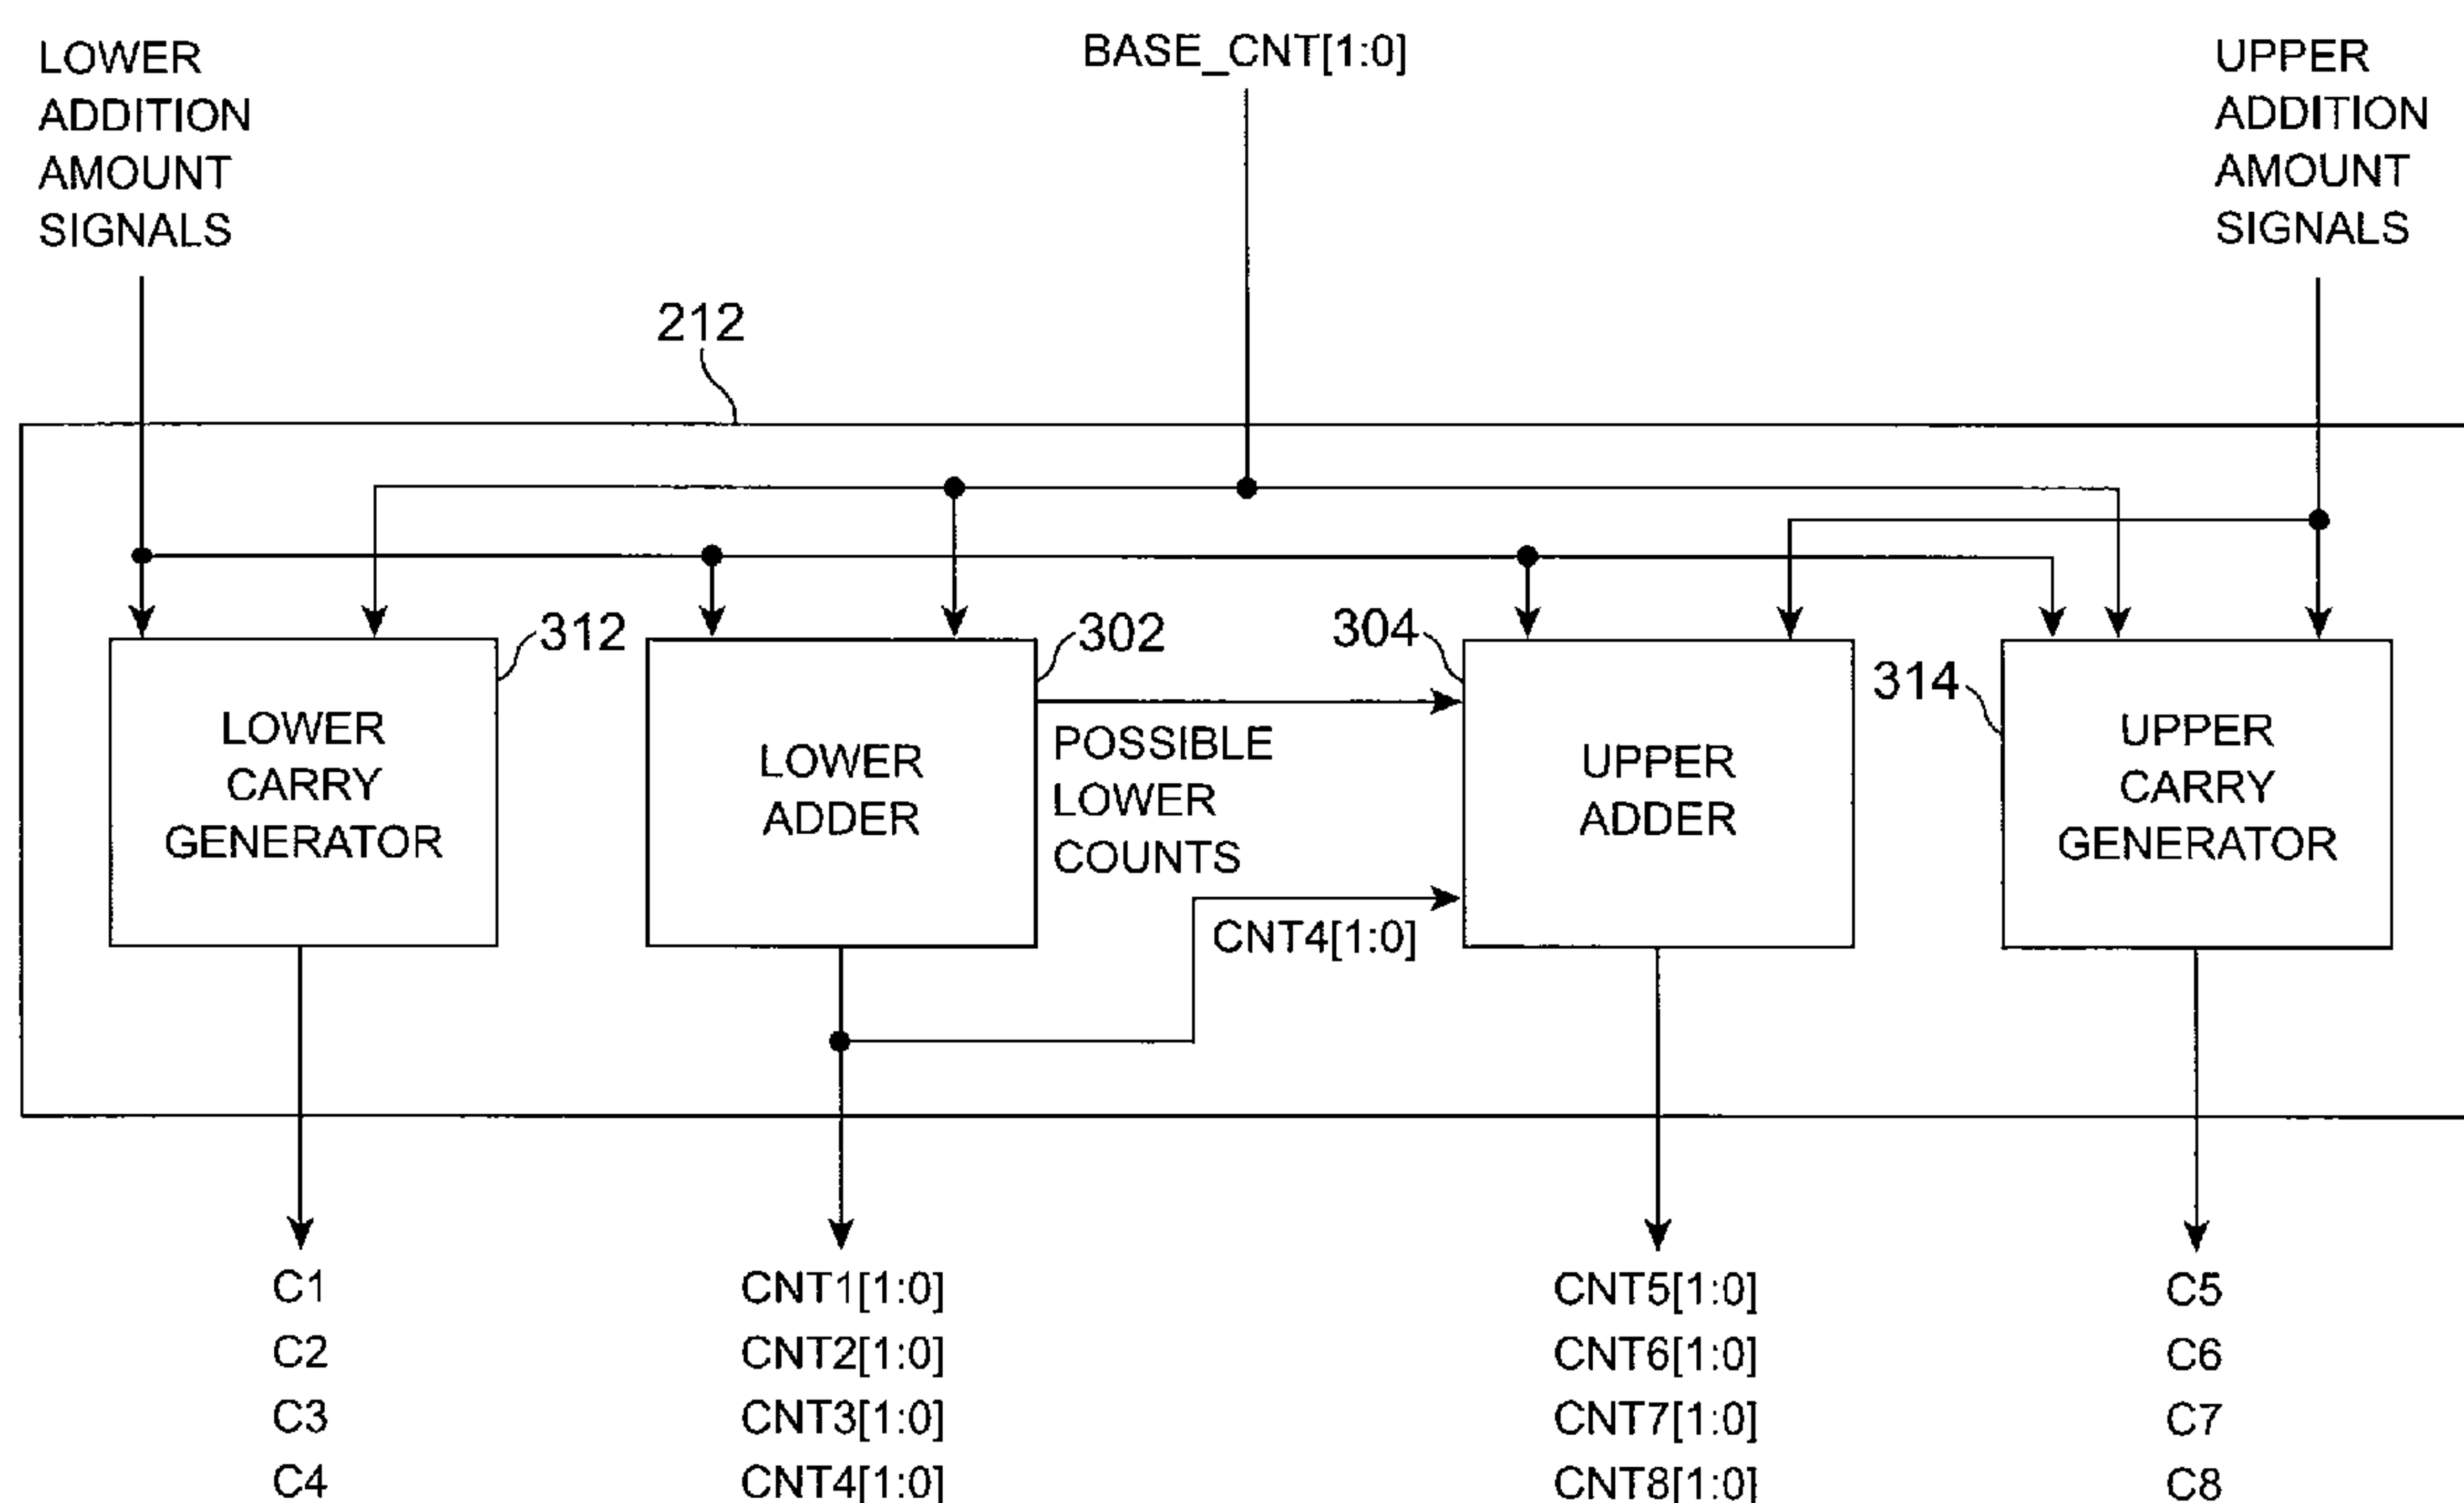 LOWER
ADDITION
AMOUNT
SIGNALS
BASE_CNT[1:0]
UPPER
ADDITION
AMOUNT
SIGNALS
212
312
LOWER
CARRY
GENERATOR
302
LOWER
ADDER
POSSIBLE
LOWER
COUNTS
CNT4[1:0]
304
UPPER
ADDER
314
UPPER
CARRY
GENERATOR
C1
C2
C3
C4
CNT1[1:0]
CNT2[1:0]
CNT3[1:0]
CNT4[1:0]
CNT5[1:0]
CNT6[1:0]
CNT7[1:0]
CNT8[1:0]
C5
C6
C7
C8